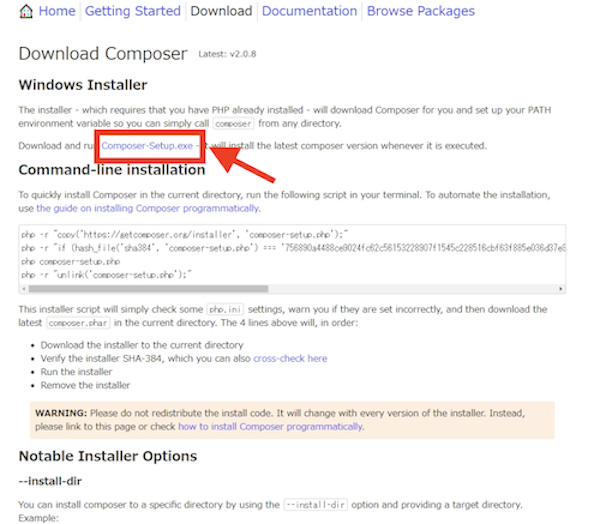 Home Getting Started Download Documentation Browse Packages
Download Composer Latest: v2.0.8
Windows Installer
The installer - which requires that you have PHP already installed - will download Composer for you and set up your PATH
environment variable so you can simply call composer from any directory.
Download and run Composer-Setup.exe - it will install the latest composer version whenever it is executed.
Command-line installation
To quickly install Composer in the current directory, run the following script in your terminal. To automate the installation,
use the guide on installing Composer programmatically.
php -r "copy('https://getcomposer.org/installer', 'composer-setup.php');"
php -r "if (hash_file('sha384', 'composer-setup.php') === '756890a4488ce9024fc62c56153228907f1545c228516cbf63f885e036d37e9
php composer-setup.php
php -r "unlink('composer-setup.php');"
This installer script will simply check some php.ini settings, warn you if they are set incorrectly, and then download the
latest composer.phar in the current directory. The 4 lines above will, in order:
Download the installer to the current directory
Verify the installer SHA-384, which you can also cross-check here
Run the installer
Remove the installer
WARNING: Please do not redistribute the install code. It will change with every version of the installer. Instead,
please link to this page or check how to install Composer programmatically.
Notable Installer Options
--install-dir
You can install composer to a specific directory by using the --install-dir option and providing a target directory.
Example: